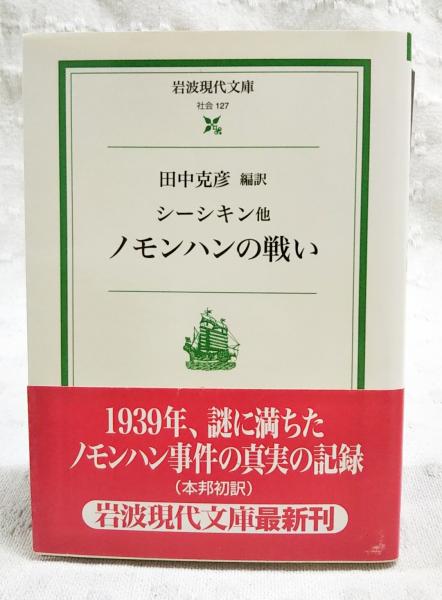 岩波現代文庫
社会 127
田中克彦 編訳
シーシキン他
ノモンハンの戦い
1939年、謎に満ちた
ノモンハン事件の真実の記録
(本邦初訳)
岩波現代文庫最新刊